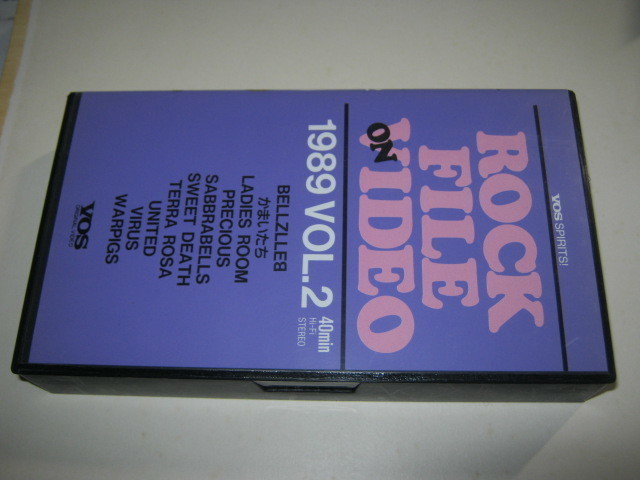 VOS SPIRITS!
ROCK
FILE
ON
VIDEO
1989 VOL.2
40min
Hi-Fi
STEREO
BELLZLLEB
かまいたち
LADIES ROOM
PRECIOUS
SABBRABELLS
SWEET DEATH
TERRA ROSA
UNITED
VIRUS
WARPIGS
VOS